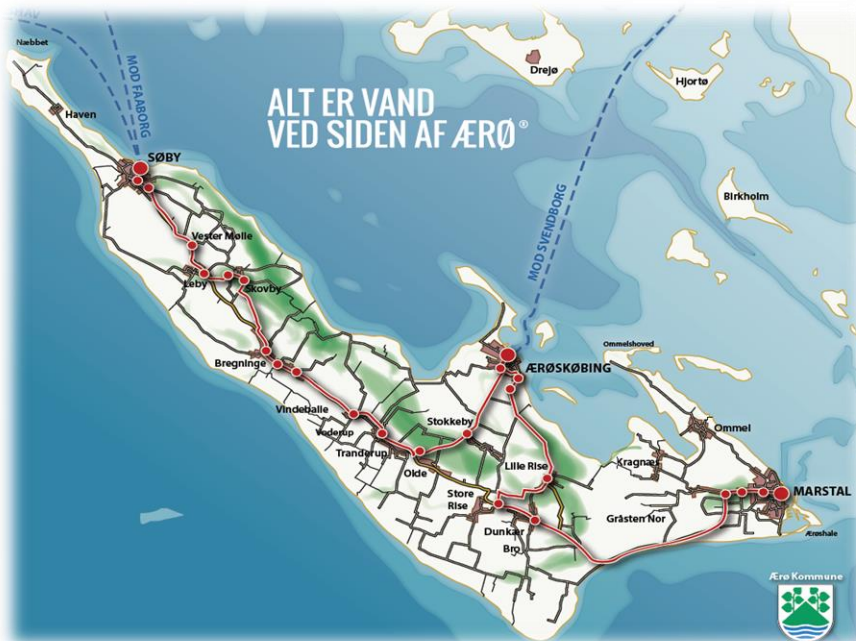 Næbbet
Haven
MOD FAABORG
SØBY
ALT ER VAND
VED SIDEN AF ÆRØ®
Drejø
Hjortø
Birkholm
MOD SVENDBORG
Vester Mølle
Leby
Skovby
Bregninge
Vindeballe
Voderup
Tranderup
Olde
Stokkeby
ÆRØSKØBING
Ommelshoved
Ommel
Kragnæs
Lille Rise
Store
Rise
Dunkær
Bro
Gråsten Nor
MARSTAL
Ærøshale
Ærø Kommune